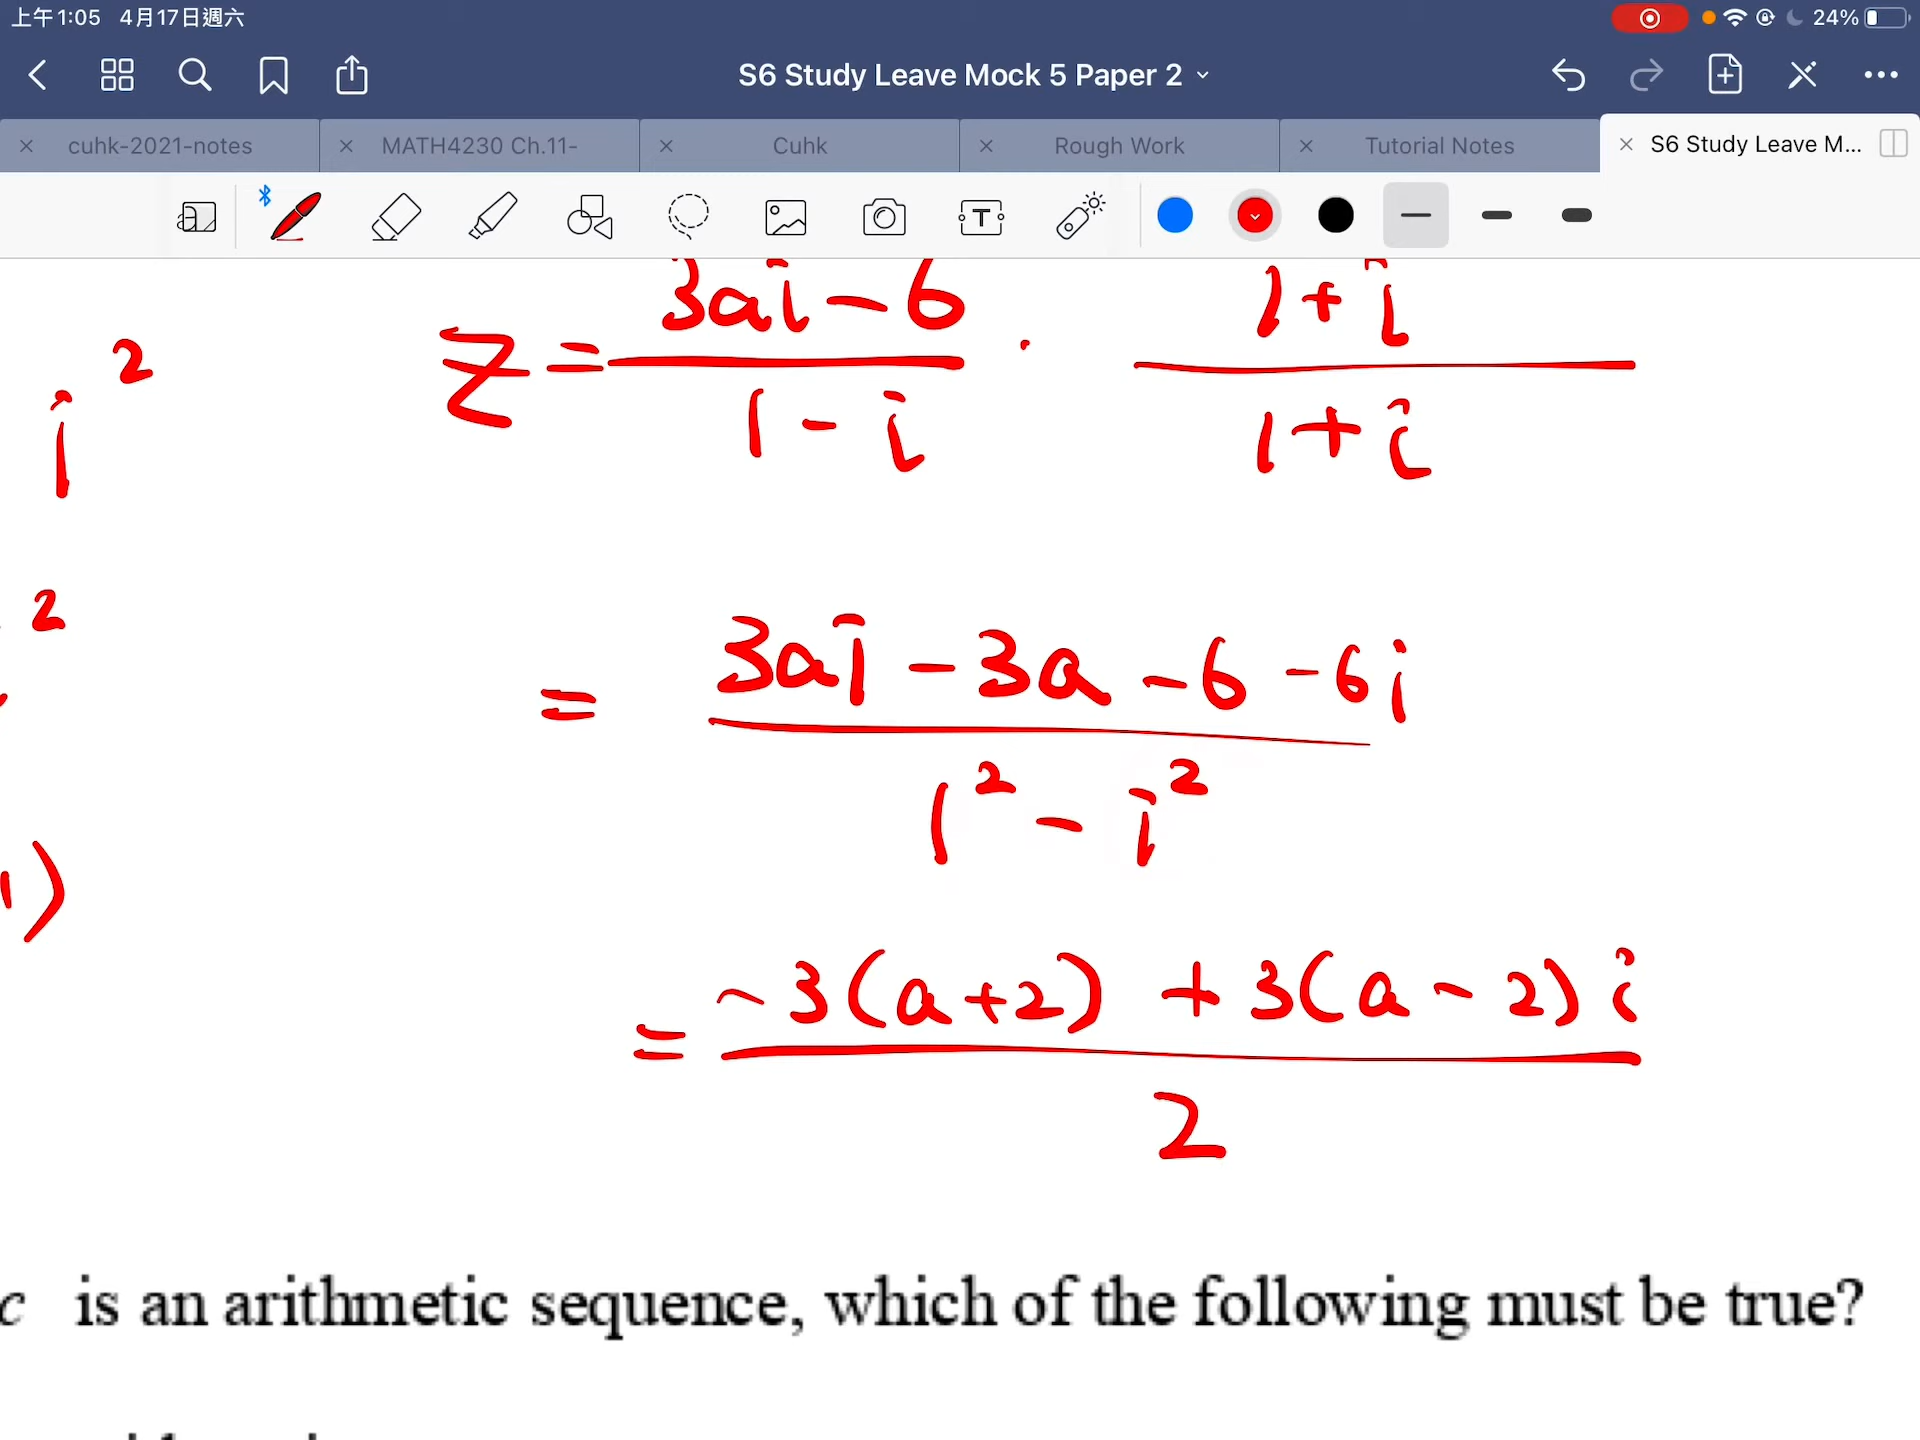 上午1:05 4月17日週六 24%
S6 Study Leave Mock 5 Paper 2
cuhk-2021-notes MATH4230 Ch.11- Cuhk Rough Work Tutorial Notes S6 Study Leave M...
z = (3ai - 6)/(1 - i) · (1 + i)/(1 + i)
i²
= (3ai - 3a - 6 - 6i)/(1² - i²)
2
= (-3(a+2) + 3(a-2)i)/2
1)
c is an arithmetic sequence, which of the following must be true?